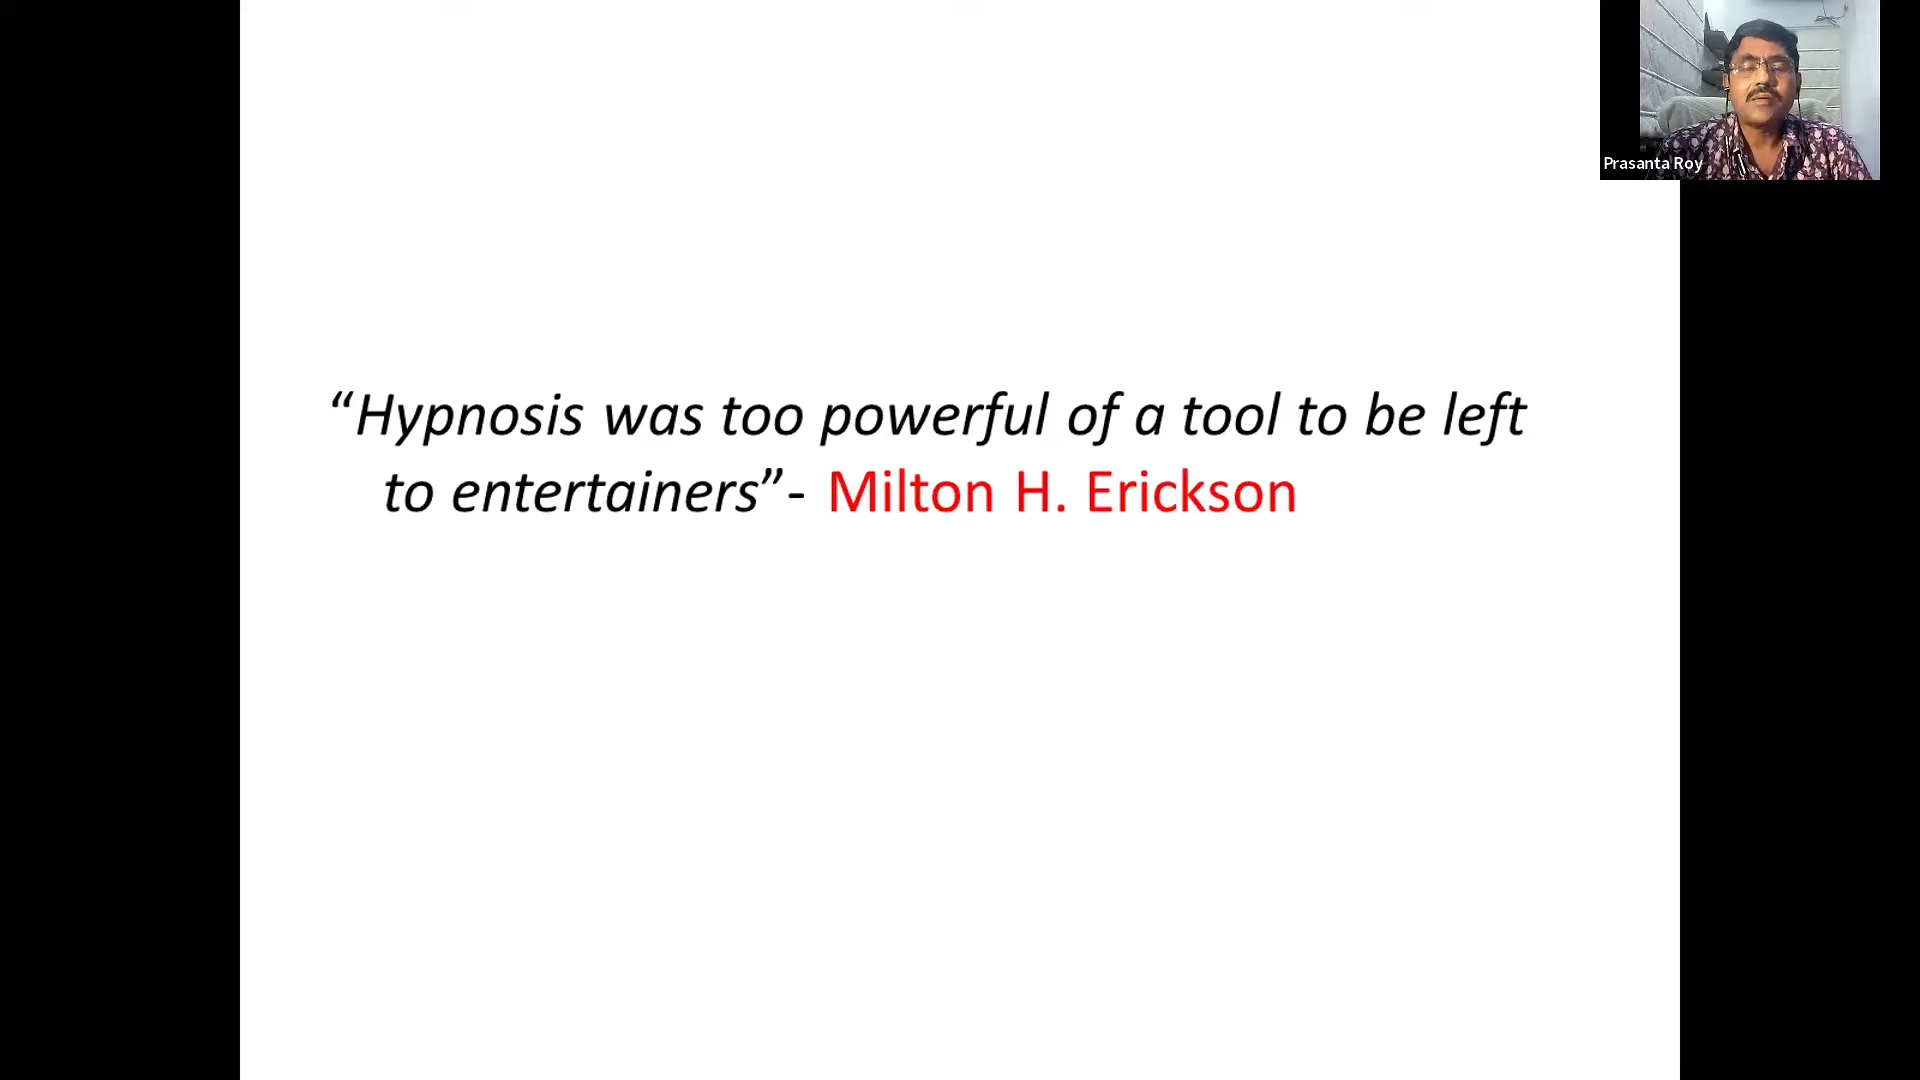 Prasanta Roy
“Hypnosis was too powerful of a tool to be left
to entertainers”- Milton H. Erickson